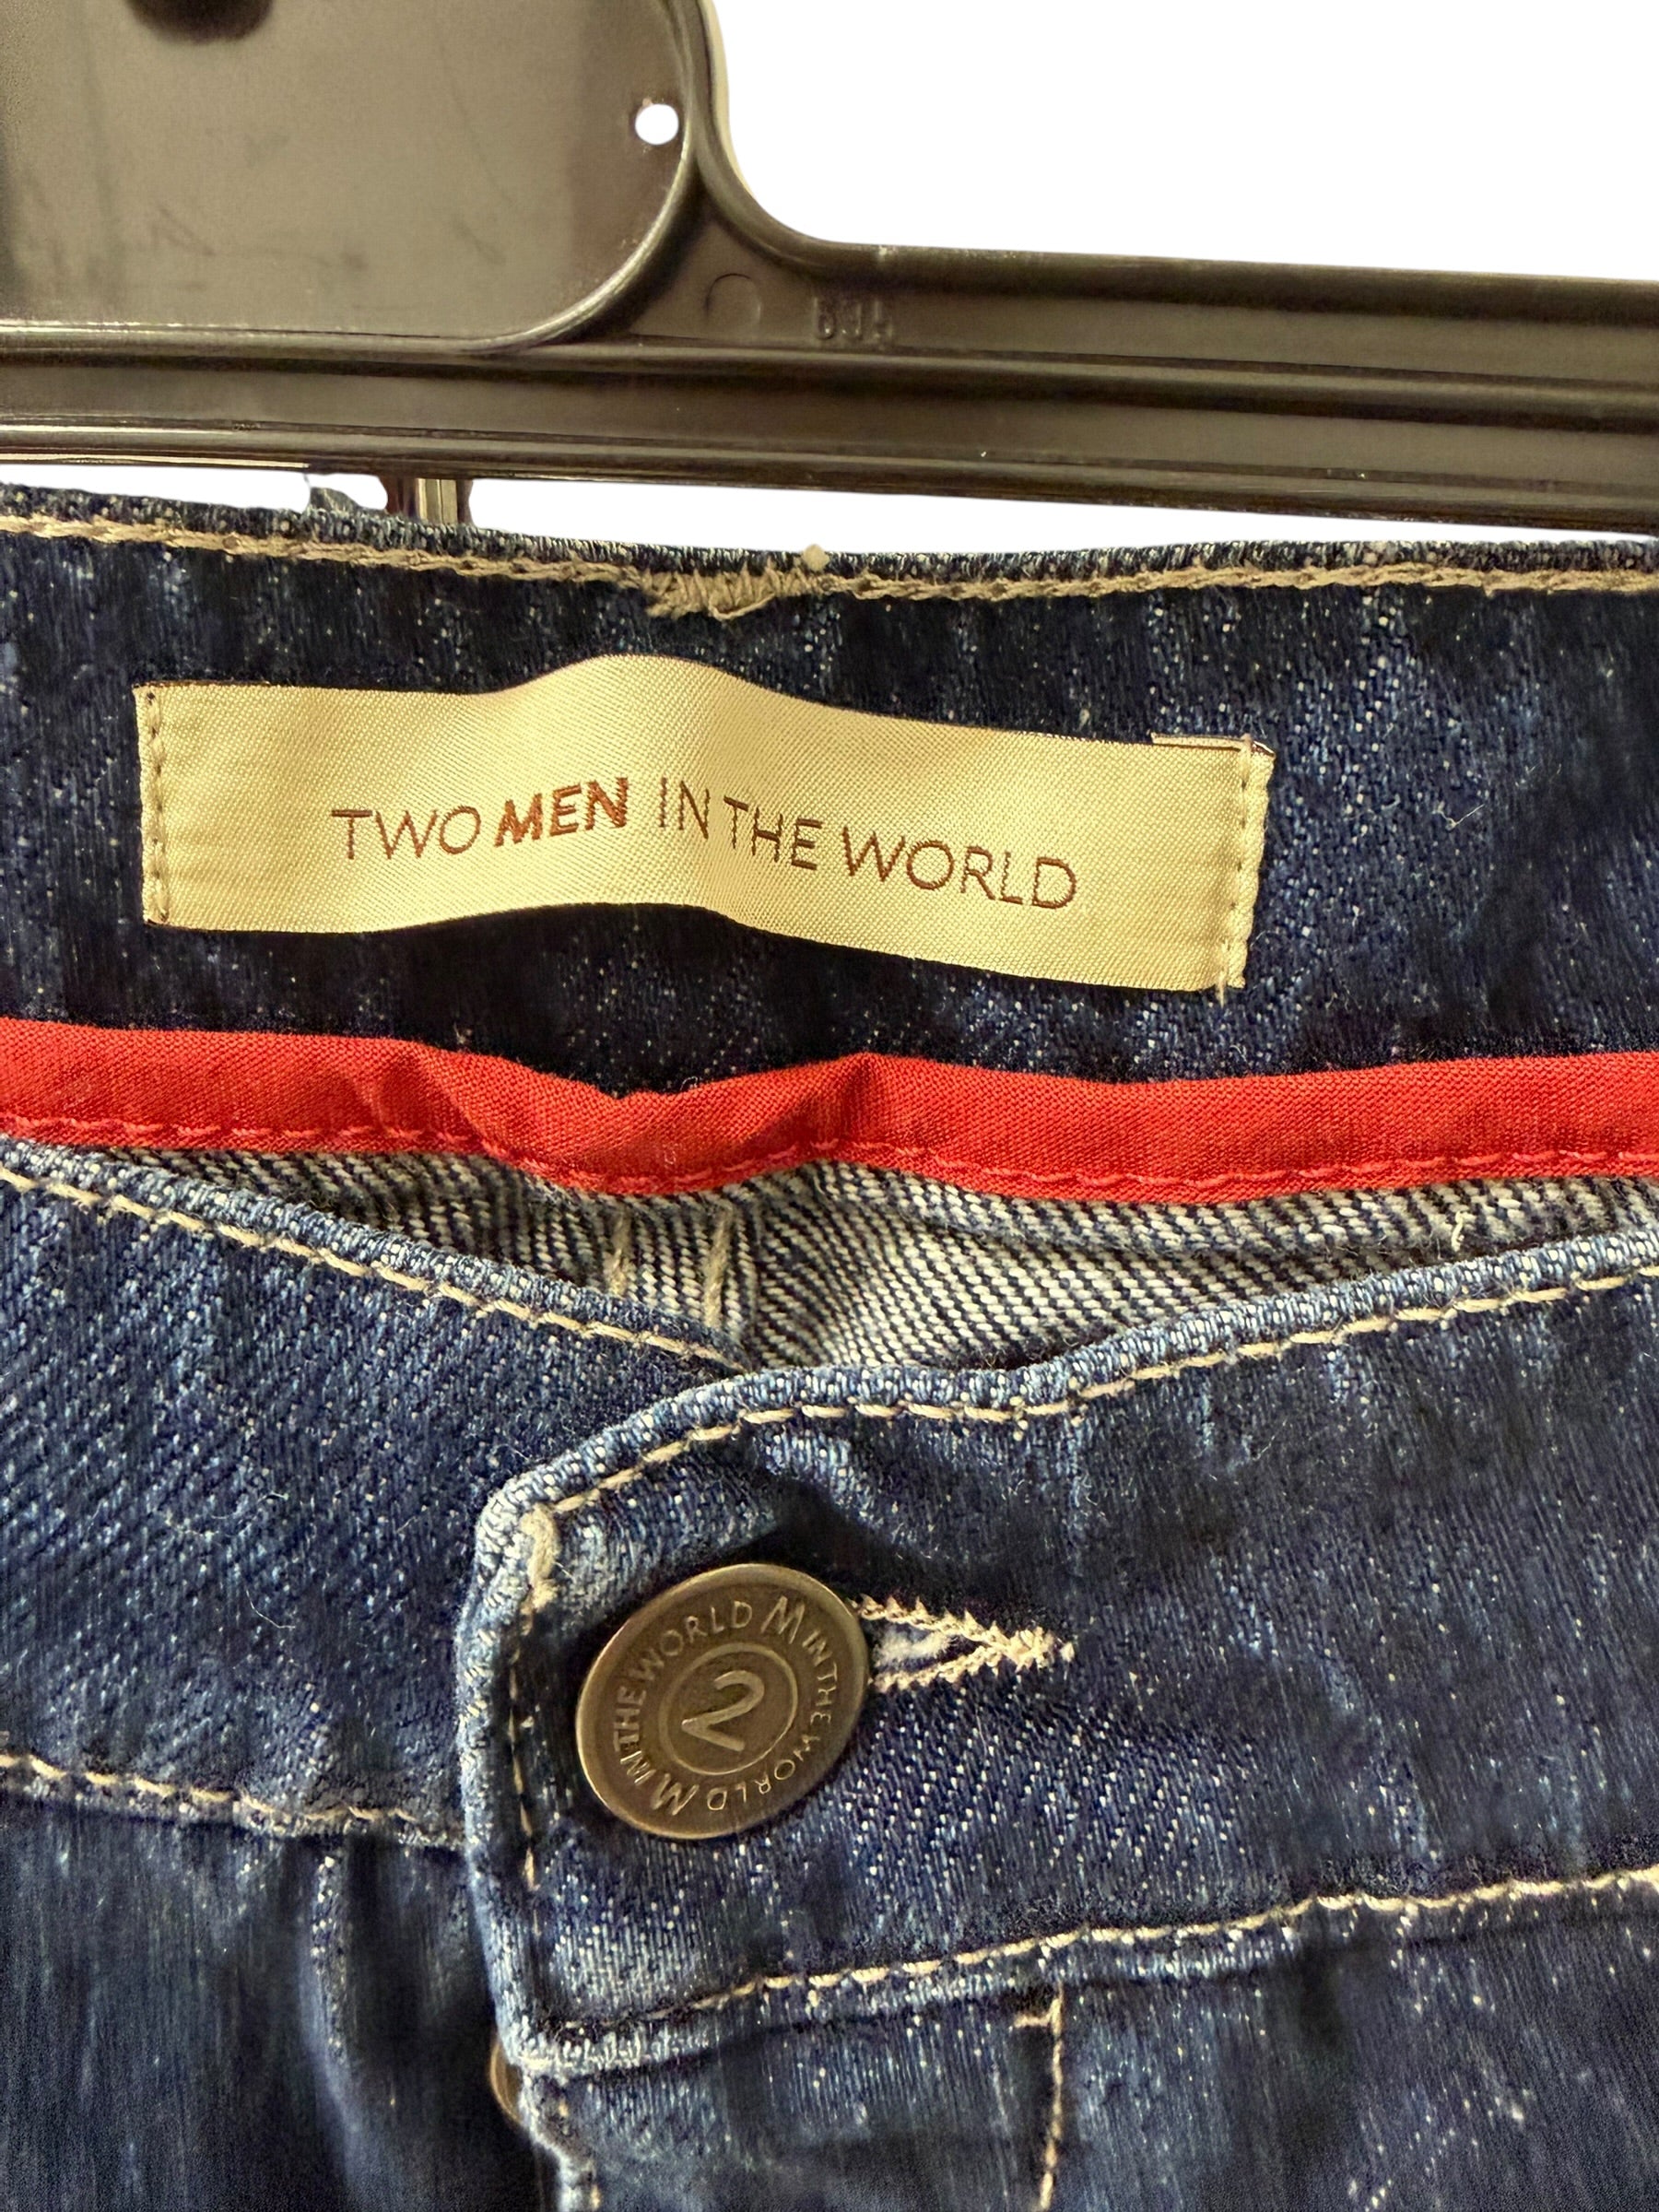 TWO MEN IN THE WORLD
M IN THE WORLD M IN THE WORLD
2